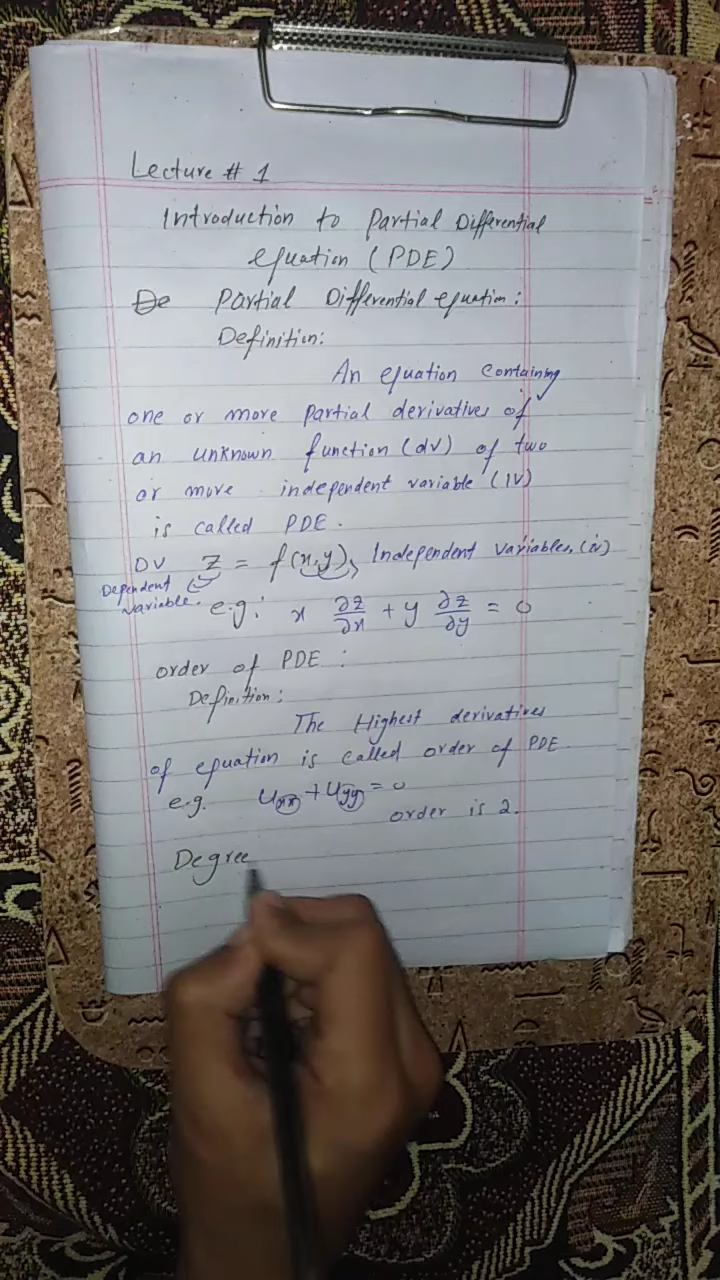 Lecture # 1
Introduction to Partial Differential
equation (PDE)
De Partial Differential equation:
Definition:
An equation containing
one or more partial derivatives of
an unknown function (dv) of two
or more independent variable (IV)
is called PDE.
DV z = f(x,y), Independent variables, (iv)
Dependent
variable.
e.g: x ∂z/∂x + y ∂z/∂y = 0
order of PDE :
Definition:
The Highest derivatives
of equation is called order of PDE.
e.g. Uxx + Uyy = 0
order is 2.
Degree